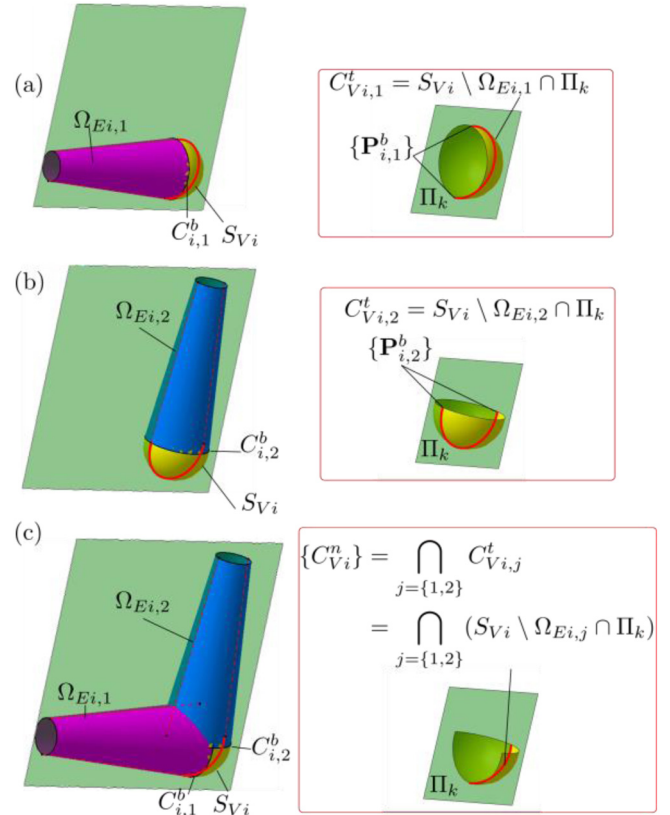 (a)
Ω_{Ei,1}
C^b_{i,1} S_{Vi}
C^t_{Vi,1} = S_{Vi} \ Ω_{Ei,1} ∩ Π_k
{P^b_{i,1}}
Π_k
(b)
Ω_{Ei,2}
C^b_{i,2}
S_{Vi}
C^t_{Vi,2} = S_{Vi} \ Ω_{Ei,2} ∩ Π_k
{P^b_{i,2}}
Π_k
(c)
Ω_{Ei,2}
Ω_{Ei,1}
C^b_{i,2}
C^b_{i,1} S_{Vi}
{C^n_{Vi}} = ⋂_{j={1,2}} C^t_{Vi,j}
= ⋂_{j={1,2}} (S_{Vi} \ Ω_{Ei,j} ∩ Π_k)
Π_k